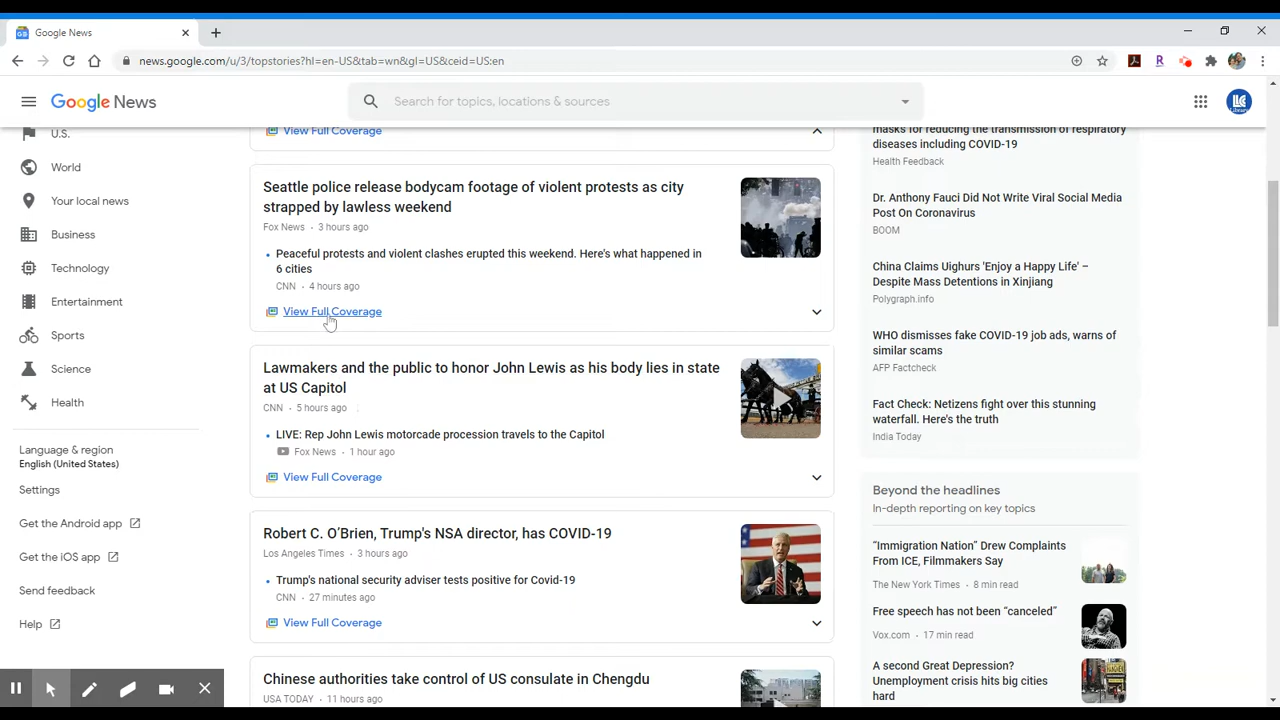 Google News
news.google.com/u/3/topstories?hl=en-US&tab=wn&gl=US&ceid=US:en
Google News
Search for topics, locations & sources
U.S.
World
Your local news
Business
Technology
Entertainment
Sports
Science
Health
Language & region
English (United States)
Settings
Get the Android app
Get the iOS app
Send feedback
Help
View Full Coverage
Seattle police release bodycam footage of violent protests as city
strapped by lawless weekend
Fox News • 3 hours ago
• Peaceful protests and violent clashes erupted this weekend. Here's what happened in
6 cities
CNN • 4 hours ago
View Full Coverage
Lawmakers and the public to honor John Lewis as his body lies in state
at US Capitol
CNN • 5 hours ago
• LIVE: Rep John Lewis motorcade procession travels to the Capitol
Fox News • 1 hour ago
View Full Coverage
Robert C. O'Brien, Trump's NSA director, has COVID-19
Los Angeles Times • 3 hours ago
• Trump's national security adviser tests positive for Covid-19
CNN • 27 minutes ago
View Full Coverage
Chinese authorities take control of US consulate in Chengdu
USA TODAY • 11 hours ago
masks for reducing the transmission of respiratory
diseases including COVID-19
Health Feedback
Dr. Anthony Fauci Did Not Write Viral Social Media
Post On Coronavirus
BOOM
China Claims Uighurs 'Enjoy a Happy Life' –
Despite Mass Detentions in Xinjiang
Polygraph.info
WHO dismisses fake COVID-19 job ads, warns of
similar scams
AFP Factcheck
Fact Check: Netizens fight over this stunning
waterfall. Here's the truth
India Today
Beyond the headlines
In-depth reporting on key topics
“Immigration Nation” Drew Complaints
From ICE, Filmmakers Say
The New York Times • 8 min read
Free speech has not been “canceled”
Vox.com • 17 min read
A second Great Depression?
Unemployment crisis hits big cities
hard